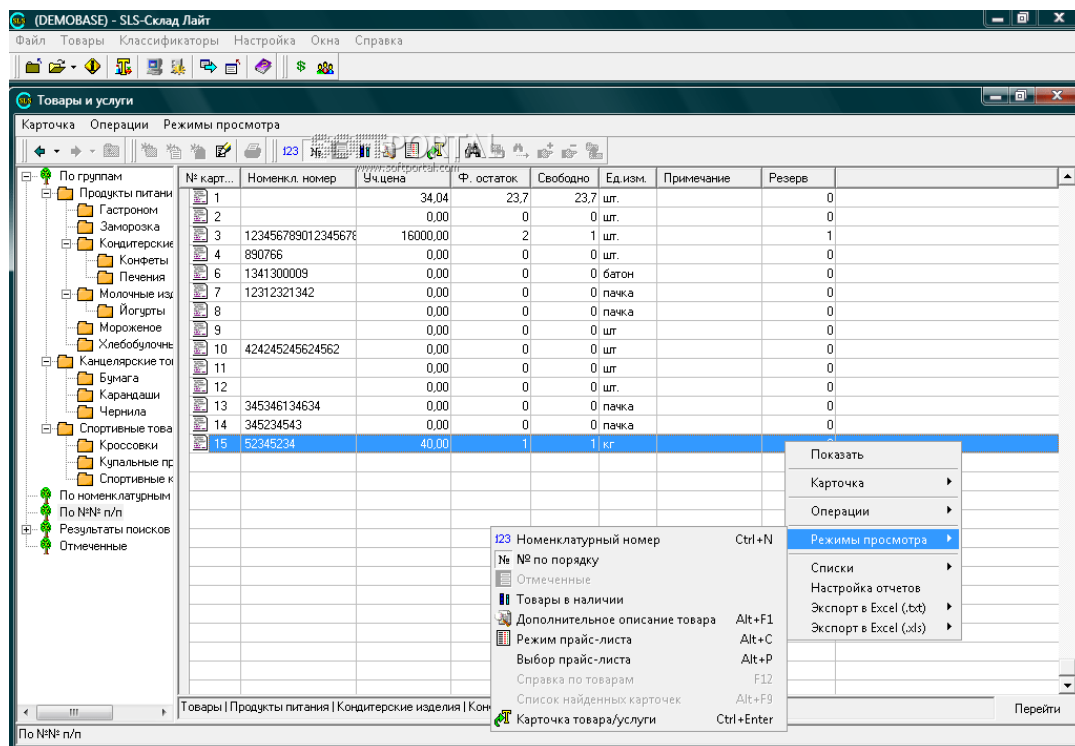 (DEMOBASE) - SLS-Склад Лайт
Файл Товары Классификаторы Настройка Окна Справка
Товары и услуги
Карточка Операции Режимы просмотра
123 №
SOFTPORTAL
www.softportal.com
По группам
Продукты питани
Гастроном
Заморозка
Кондитерские
Конфеты
Печения
Молочные изд
Йогурты
Мороженое
Хлебобулочнь
Канцелярские тов
Бумага
Карандаши
Чернила
Спортивные това
Кроссовки
Купальные пр
Спортивные к
По номенклатурным
По №№ п/п
Результаты поисков
Отмеченные
№ карт... Номенкл. номер Уч.цена Ф. остаток Свободно Ед.изм. Примечание Резерв
1 34,04 23,7 23,7 шт. 0
2 0,00 0 0 шт. 0
3 123456789012345678 16000,00 2 1 шт. 1
4 890766 0,00 0 0 шт. 0
6 1341300009 0,00 0 0 батон 0
7 12312321342 0,00 0 0 пачка 0
8 0,00 0 0 пачка 0
9 0,00 0 0 шт 0
10 424245245624562 0,00 0 0 шт 0
11 0,00 0 0 шт 0
12 0,00 0 0 шт. 0
13 345346134634 0,00 0 0 пачка 0
14 345234543 0,00 0 0 пачка 0
15 52345234 40,00 1 1 кг
Показать
Карточка
Операции
Режимы просмотра
Списки
Настройка отчетов
Экспорт в Excel (.txt)
Экспорт в Excel (.xls)
123 Номенклатурный номер Ctrl+N
№ № по порядку
Отмеченные
Товары в наличии
Дополнительное описание товара Alt+F1
Режим прайс-листа Alt+C
Выбор прайс-листа Alt+P
Справка по товарам F12
Список найденных карточек Alt+F9
Карточка товара/услуги Ctrl+Enter
Товары | Продукты питания | Кондитерские изделия | Кон
Перейти
По №№ п/п